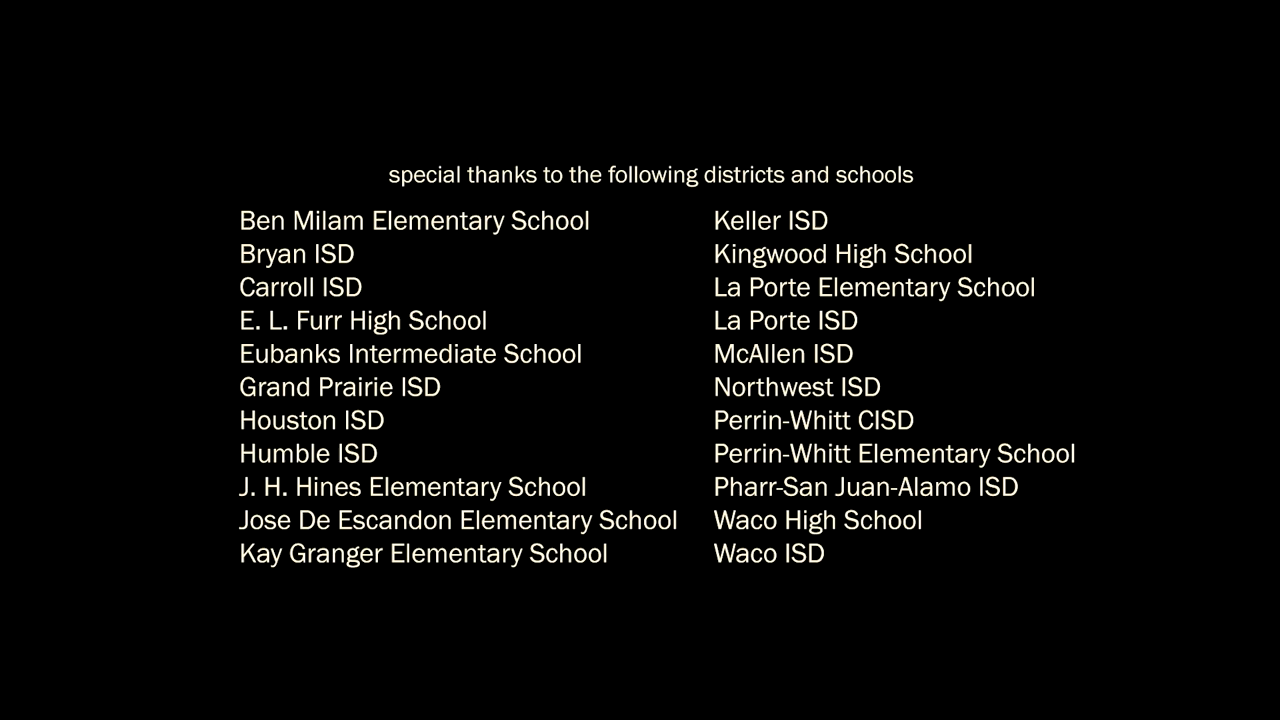 special thanks to the following districts and schools
Ben Milam Elementary School
Bryan ISD
Carroll ISD
E. L. Furr High School
Eubanks Intermediate School
Grand Prairie ISD
Houston ISD
Humble ISD
J. H. Hines Elementary School
Jose De Escandon Elementary School
Kay Granger Elementary School
Keller ISD
Kingwood High School
La Porte Elementary School
La Porte ISD
McAllen ISD
Northwest ISD
Perrin-Whitt CISD
Perrin-Whitt Elementary School
Pharr-San Juan-Alamo ISD
Waco High School
Waco ISD